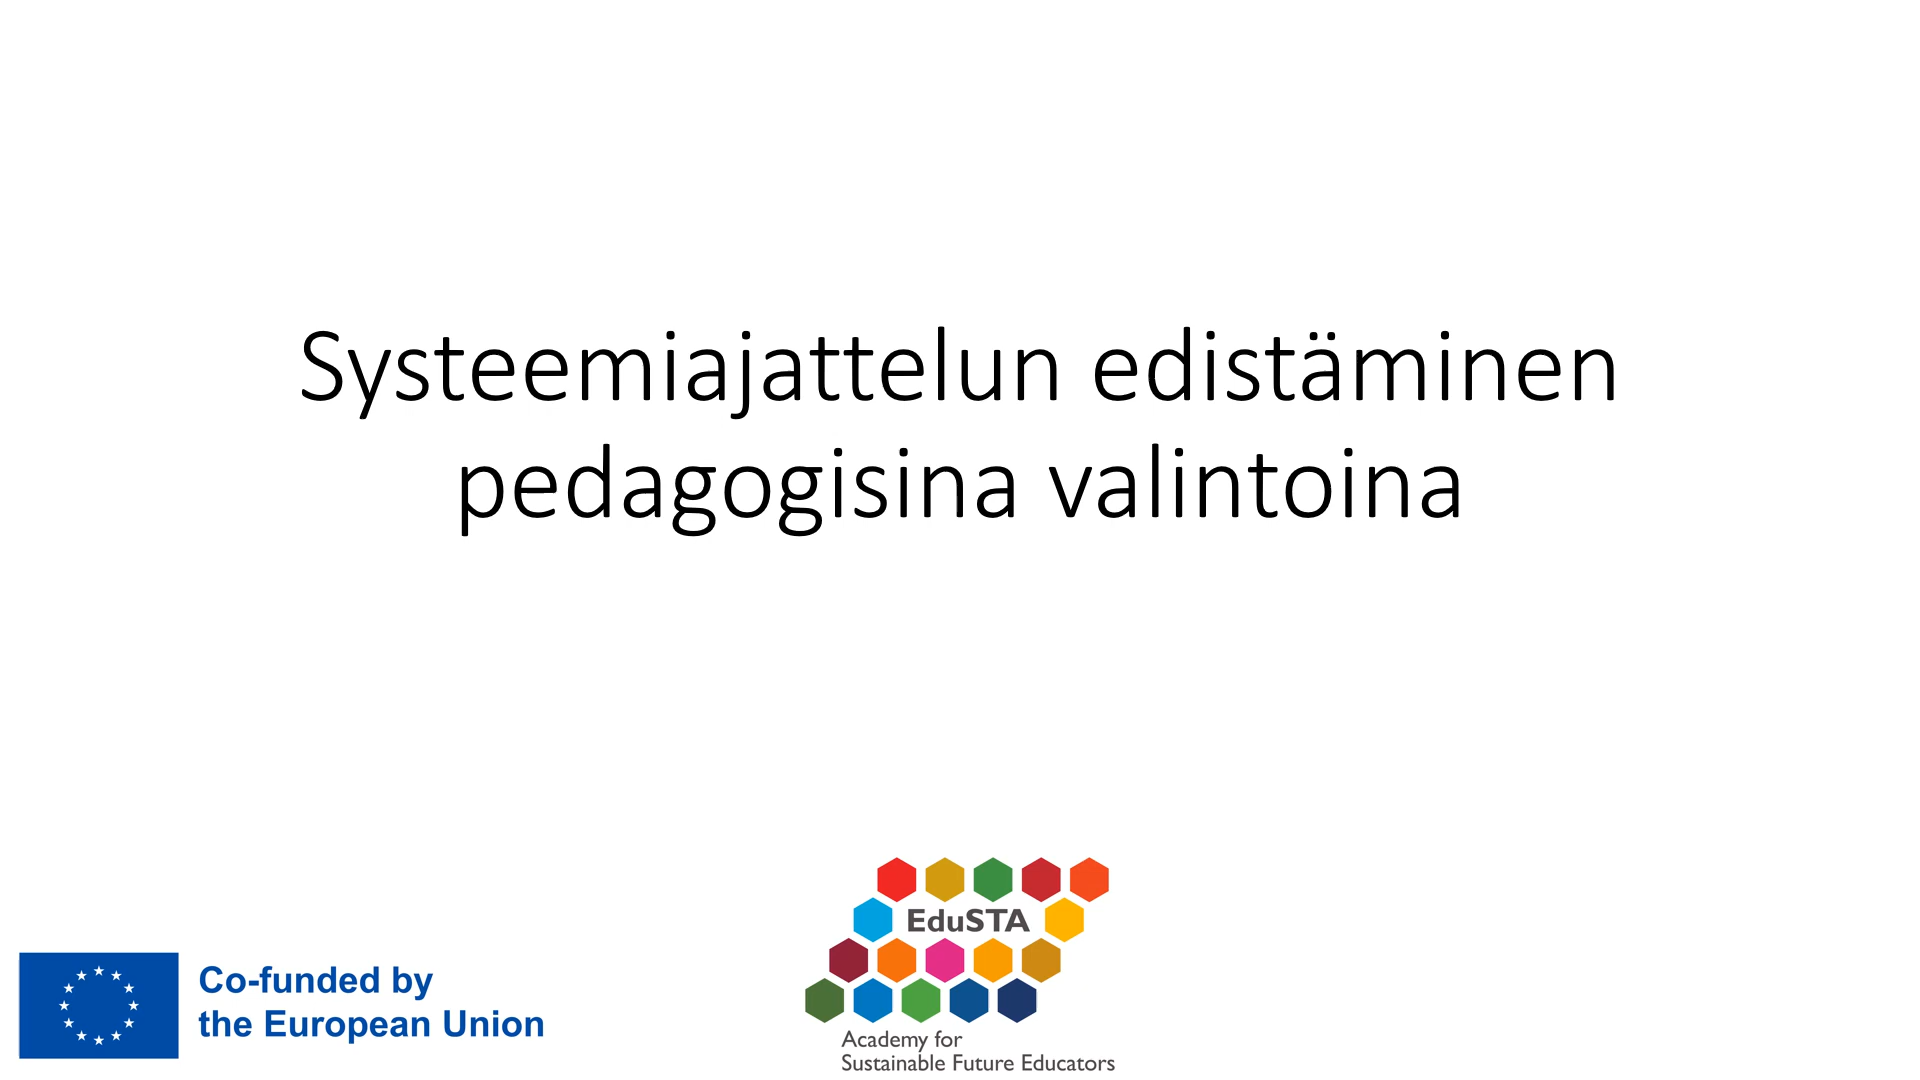 Systeemiajattelun edistäminen
pedagogisina valintoina
EduSTA
Co-funded by
the European Union
Academy for
Sustainable Future Educators